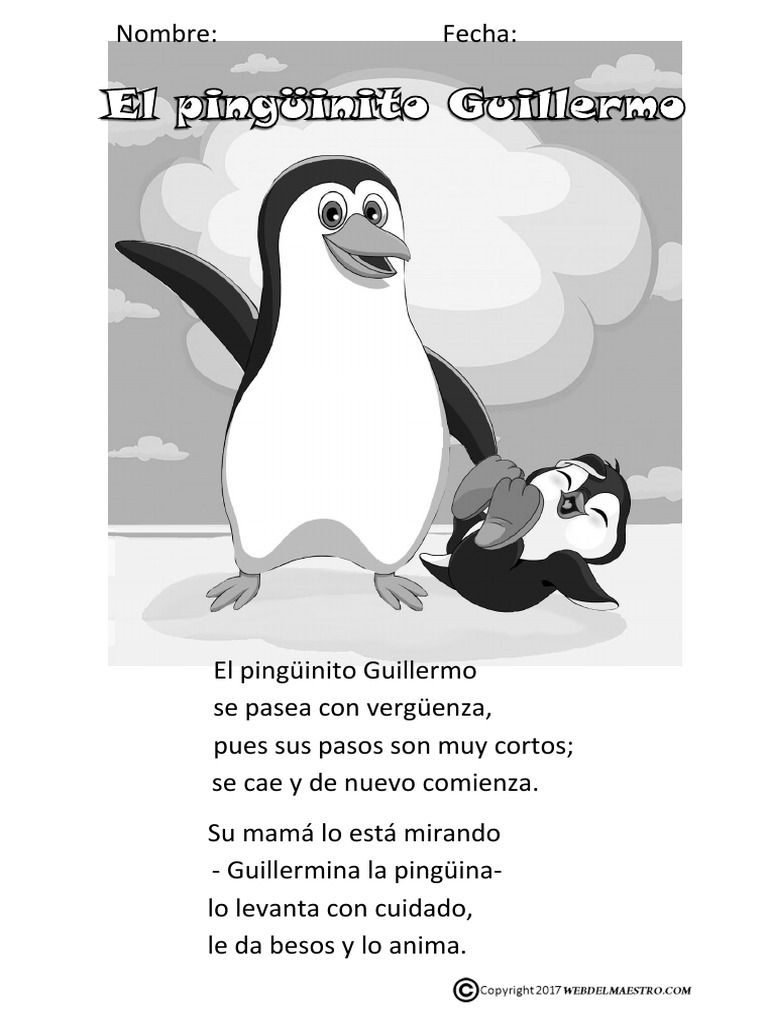 Nombre: Fecha:
El pingüinito Guillermo
El pingüinito Guillermo
se pasea con vergüenza,
pues sus pasos son muy cortos;
se cae y de nuevo comienza.
Su mamá lo está mirando
- Guillermina la pingüina-
lo levanta con cuidado,
le da besos y lo anima.
©Copyright 2017 WEBDELMAESTRO.COM